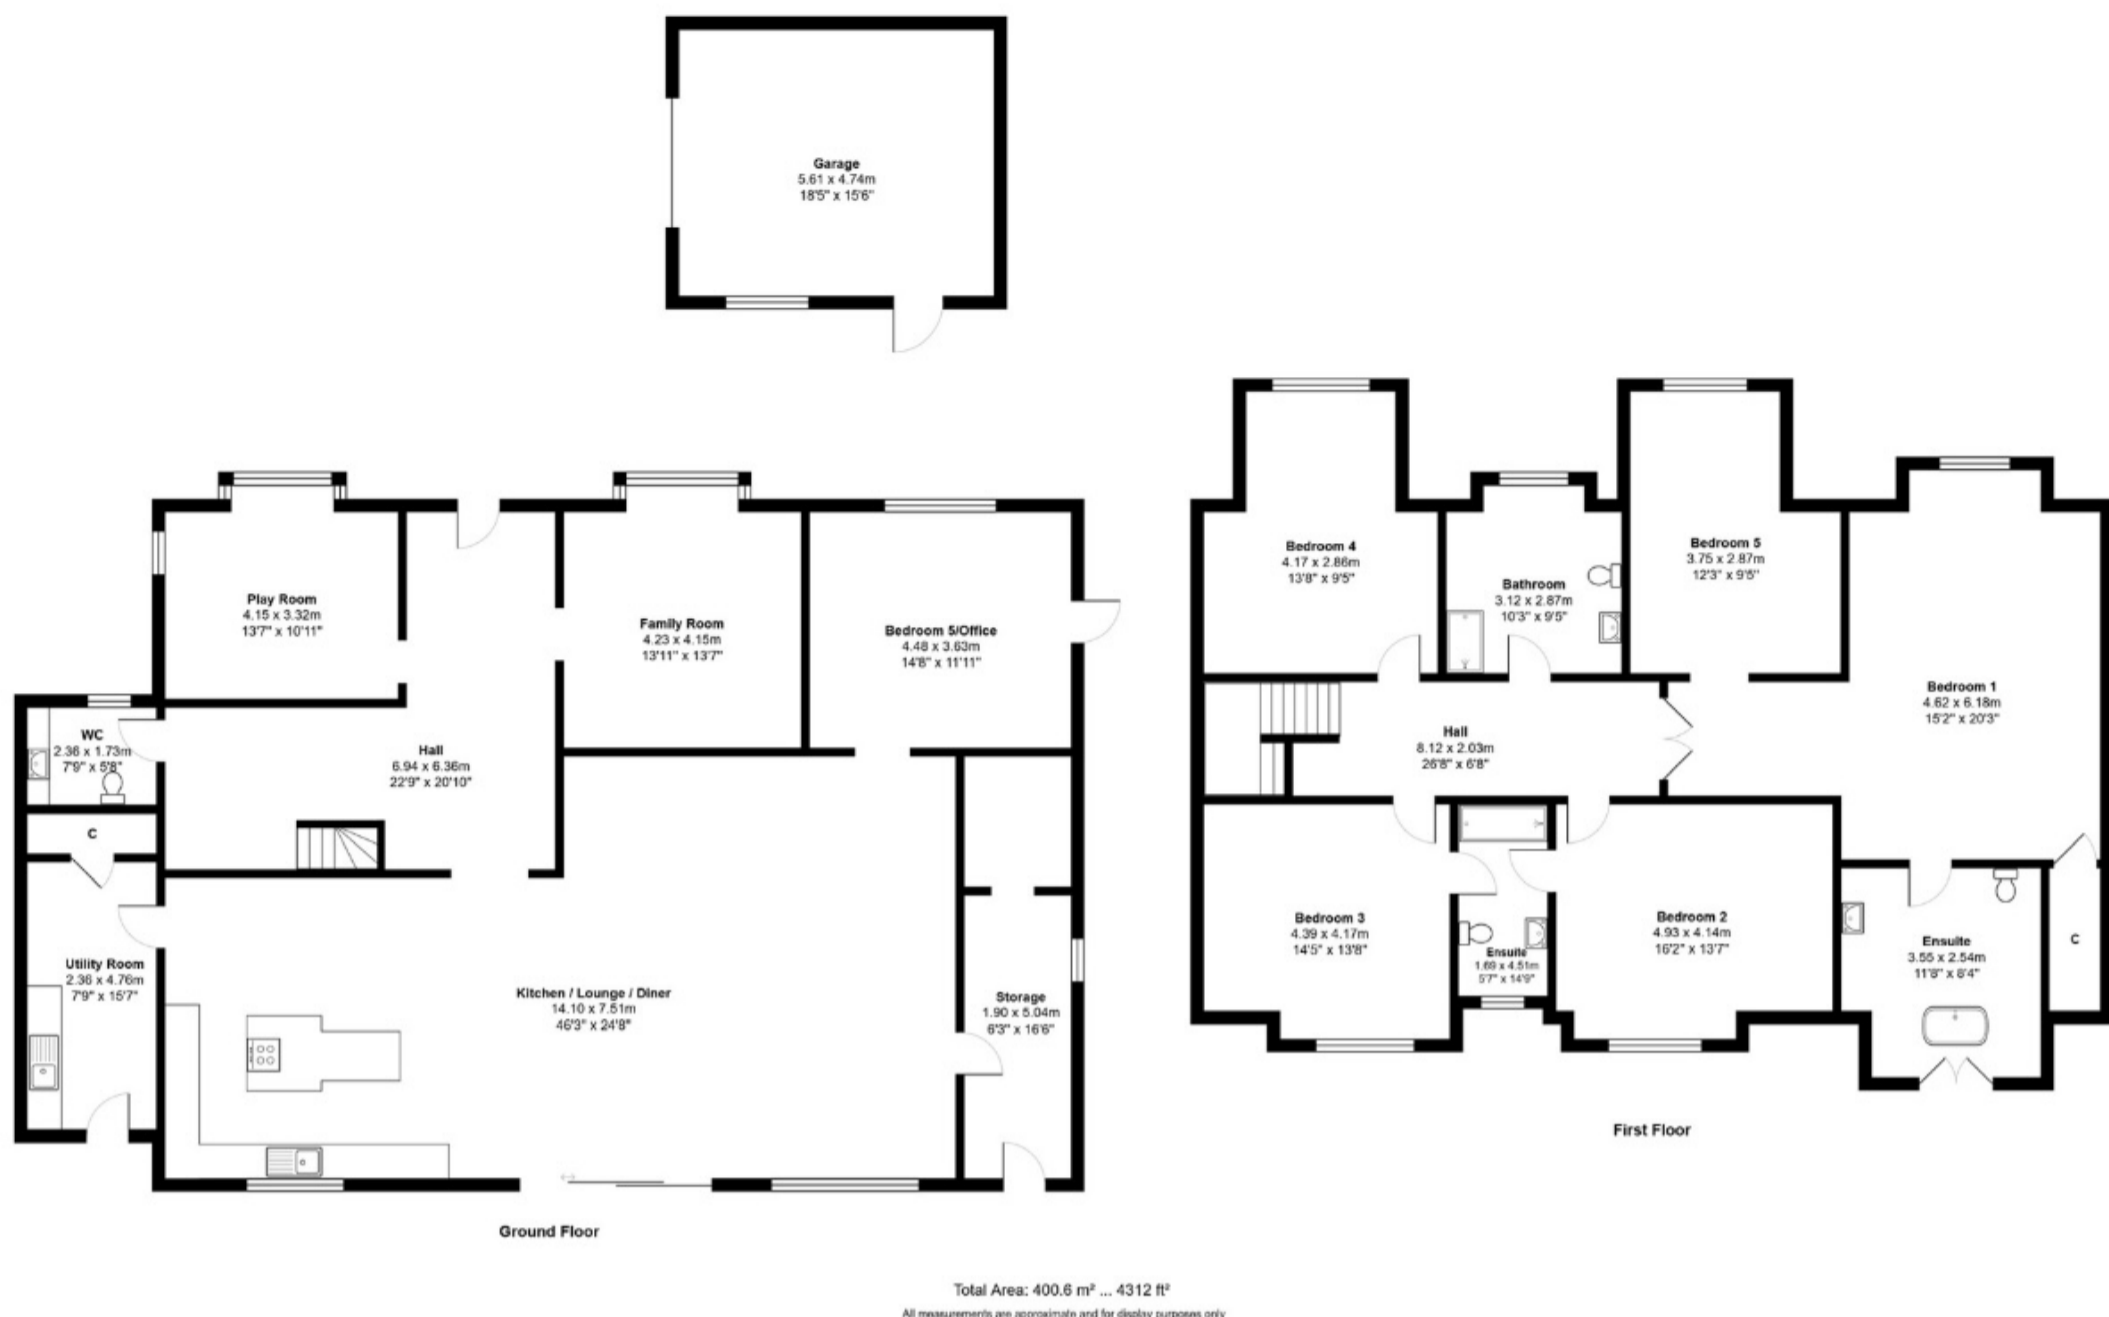 Garage
5.61 x 4.74m
18'5" x 15'6"
Play Room
4.15 x 3.32m
13'7" x 10'11"
Family Room
4.23 x 4.15m
13'11" x 13'7"
Bedroom 5/Office
4.48 x 3.63m
14'8" x 11'11"
WC
2.36 x 1.73m
7'9" x 5'8"
Hall
6.94 x 6.36m
22'9" x 20'10"
C
Utility Room
2.36 x 4.76m
7'9" x 15'7"
Kitchen / Lounge / Diner
14.10 x 7.51m
46'3" x 24'8"
Storage
1.90 x 5.04m
6'3" x 16'6"
Ground Floor
Bedroom 4
4.17 x 2.86m
13'8" x 9'5"
Bathroom
3.12 x 2.87m
10'3" x 9'5"
Bedroom 5
3.75 x 2.87m
12'3" x 9'5"
Bedroom 1
4.62 x 6.18m
15'2" x 20'3"
Hall
8.12 x 2.03m
26'8" x 6'8"
Bedroom 3
4.39 x 4.17m
14'5" x 13'8"
Ensuite
1.69 x 4.51m
5'7" x 14'9"
Bedroom 2
4.93 x 4.14m
16'2" x 13'7"
Ensuite
3.55 x 2.54m
11'8" x 8'4"
C
First Floor
Total Area: 400.6 m² ... 4312 ft²
All measurements are approximate and for display purposes only